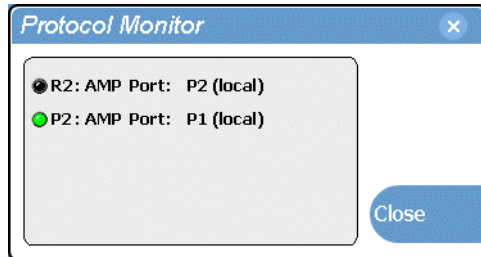 Protocol Monitor
R2: AMP Port: P2 (local)
P2: AMP Port: P1 (local)
Close